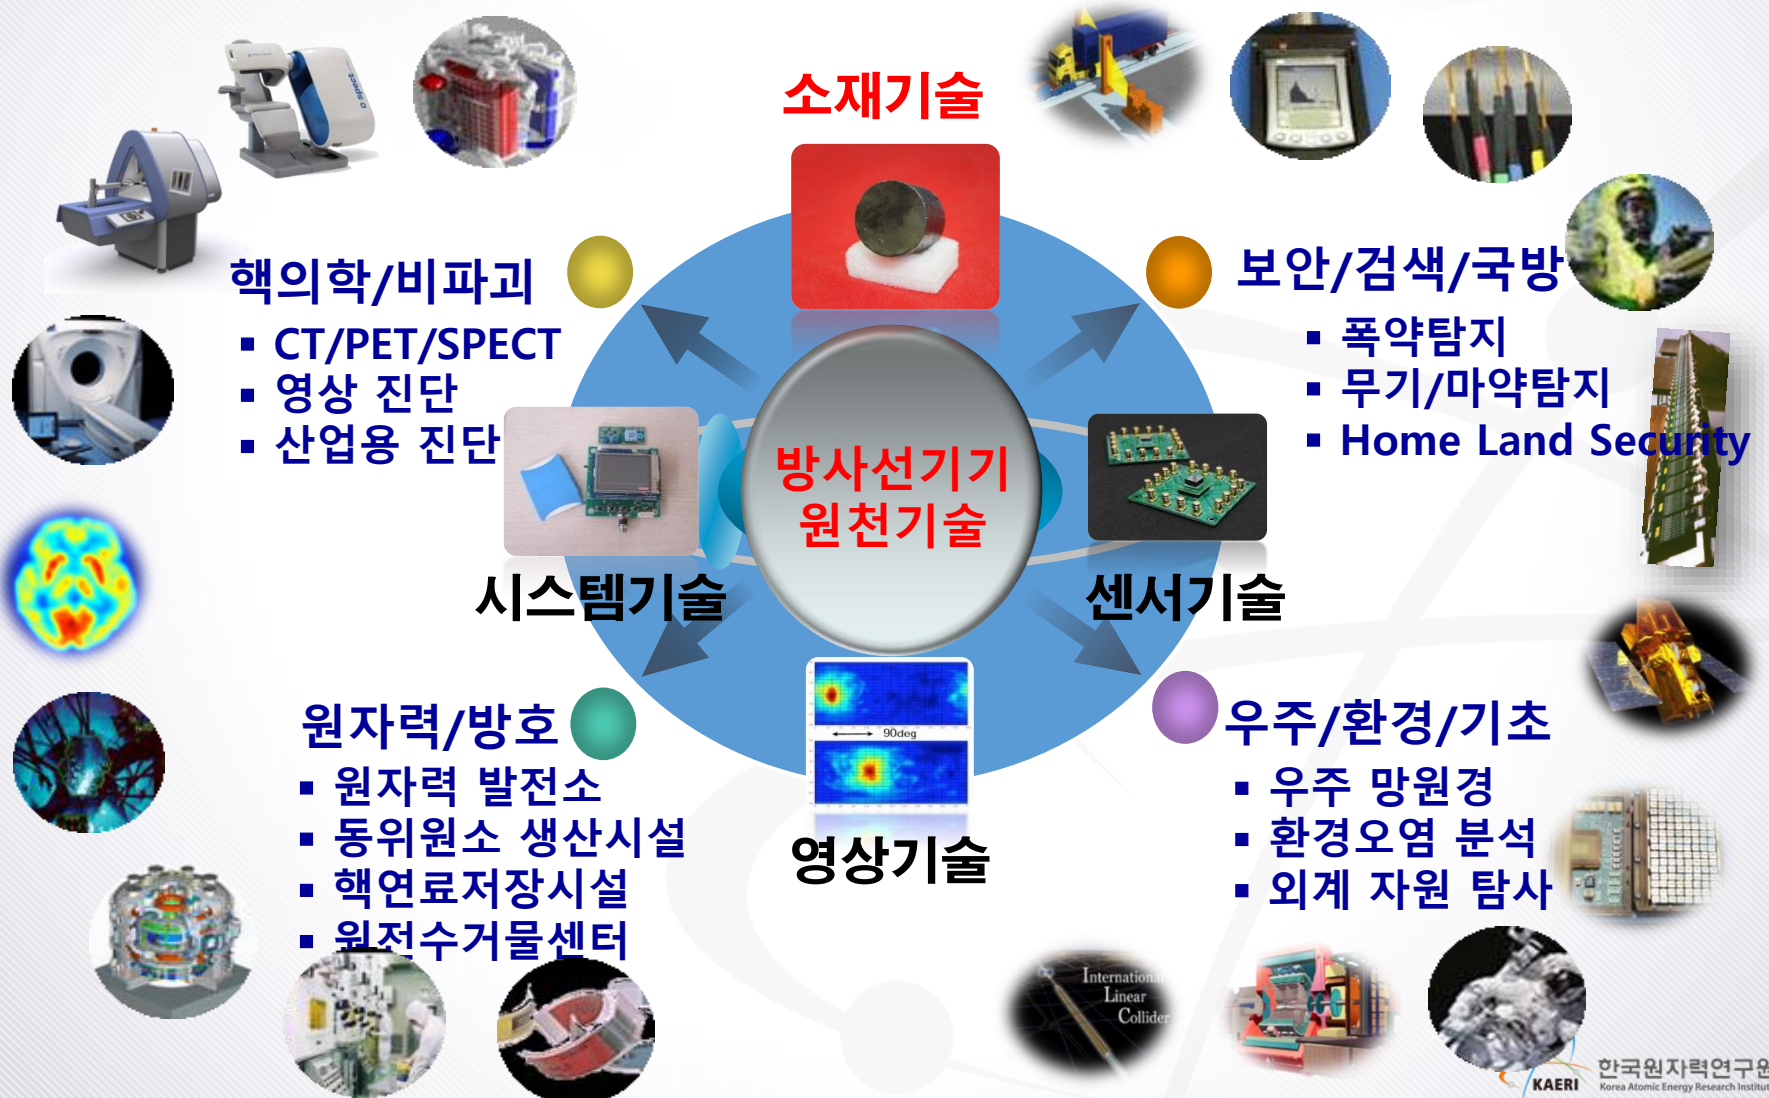 소재기술
핵의학/비파괴
▪ CT/PET/SPECT
▪ 영상 진단
▪ 산업용 진단
보안/검색/국방
▪ 폭약탐지
▪ 무기/마약탐지
▪ Home Land Security
방사선기기
원천기술
시스템기술
센서기술
90deg
영상기술
원자력/방호
▪ 원자력 발전소
▪ 동위원소 생산시설
▪ 핵연료저장시설
▪ 원전수거물센터
우주/환경/기초
▪ 우주 망원경
▪ 환경오염 분석
▪ 외계 자원 탐사
International
Linear
Collider
KAERI
한국원자력연구원
Korea Atomic Energy Research Institut